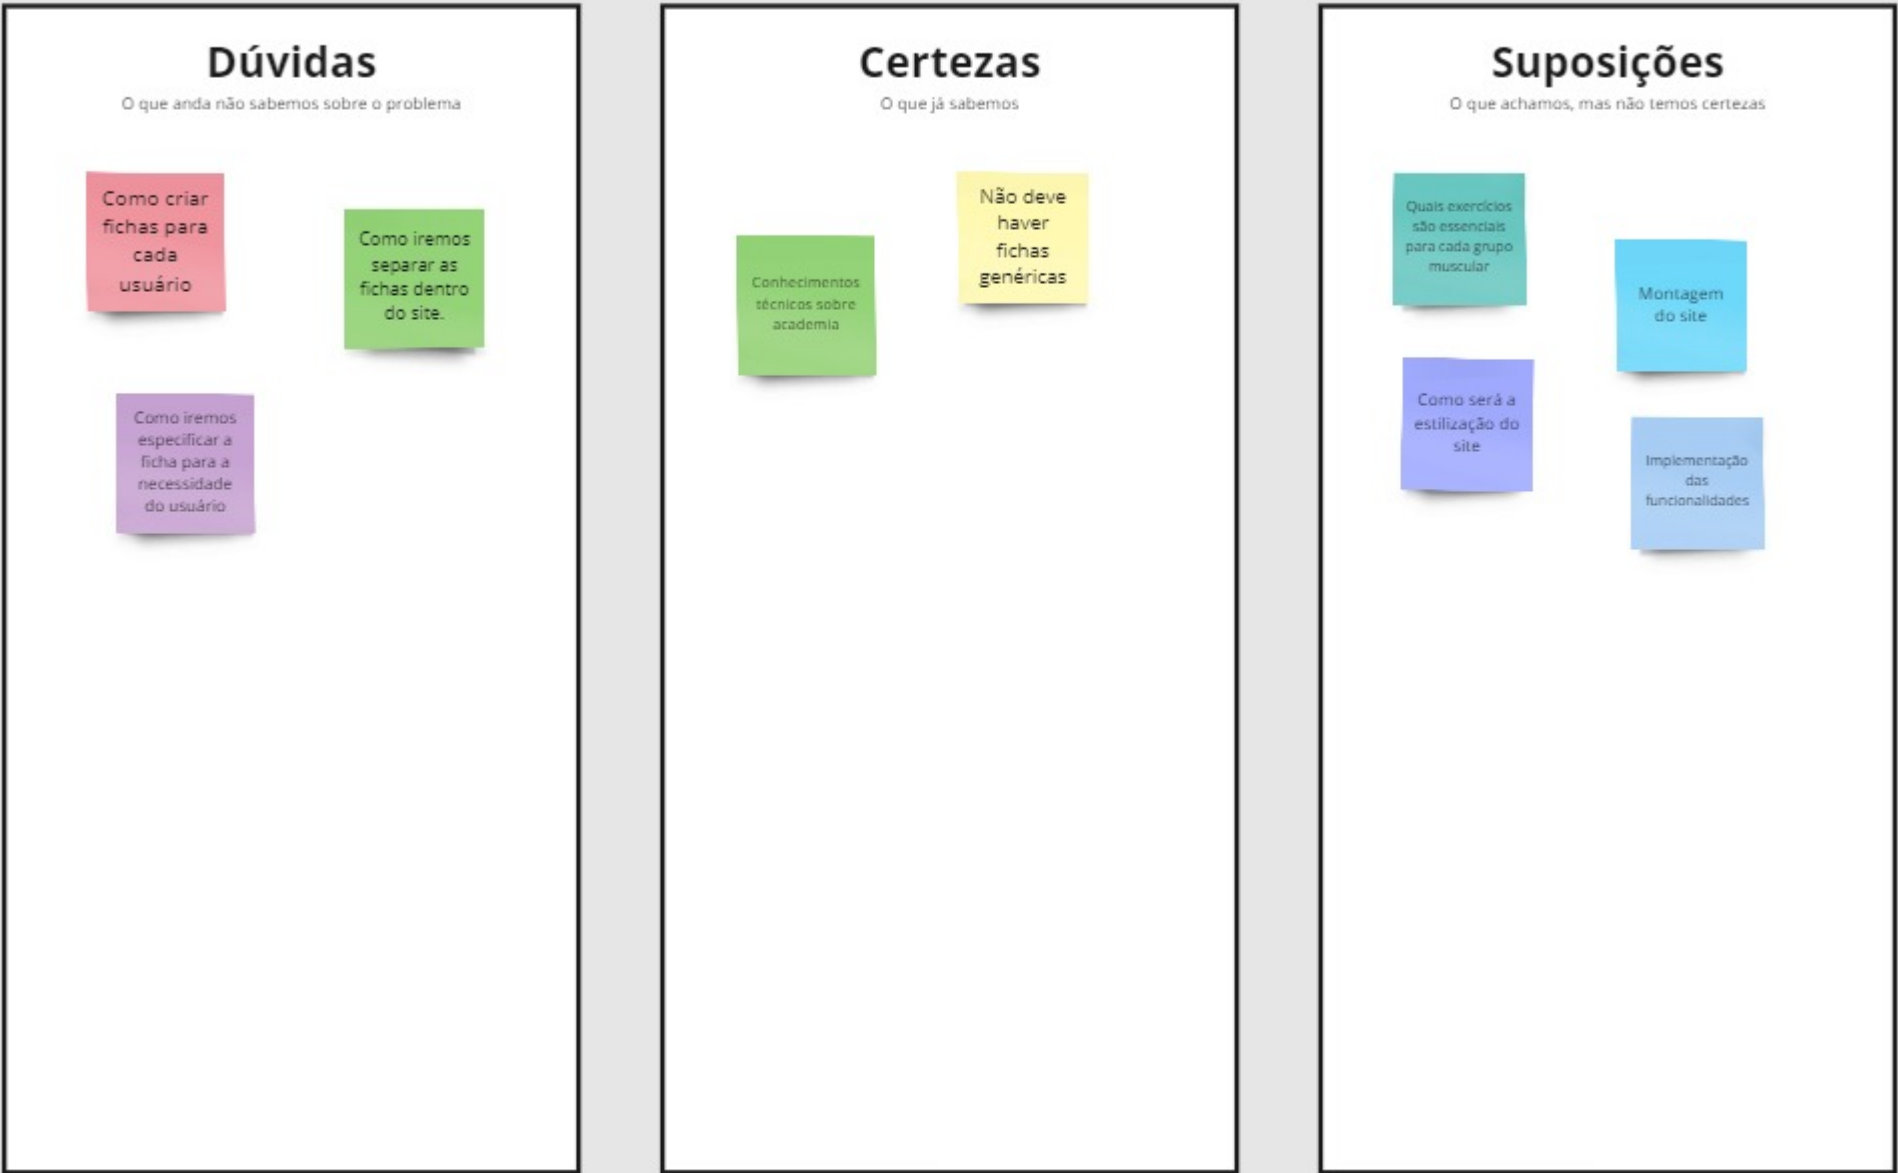 Dúvidas
O que anda não sabemos sobre o problema
Como criar
fichas para
cada
usuário
Como iremos
separar as
fichas dentro
do site.
Como iremos
especificar a
ficha para a
necessidade
do usuário
Certezas
O que já sabemos
Não deve
haver
fichas
genéricas
Conhecimentos
técnicos sobre
academia
Suposições
O que achamos, mas não temos certezas
Quais exercícios
são essenciais
para cada grupo
muscular
Montagem
do site
Como será a
estilização do
site
Implementação
das
funcionalidades